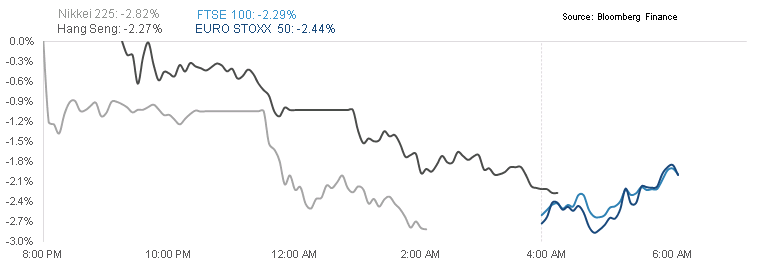 Nikkei 225: -2.82% FTSE 100: -2.29%
Source: Bloomberg Finance
Hang Seng: -2.27% EURO STOXX 50: -2.44%
0.0%
-0.3%
-0.6%
-0.9%
-1.2%
-1.5%
-1.8%
-2.1%
-2.4%
-2.7%
-3.0%
8:00 PM 10:00 PM 12:00 AM 2:00 AM 4:00 AM 6:00 AM